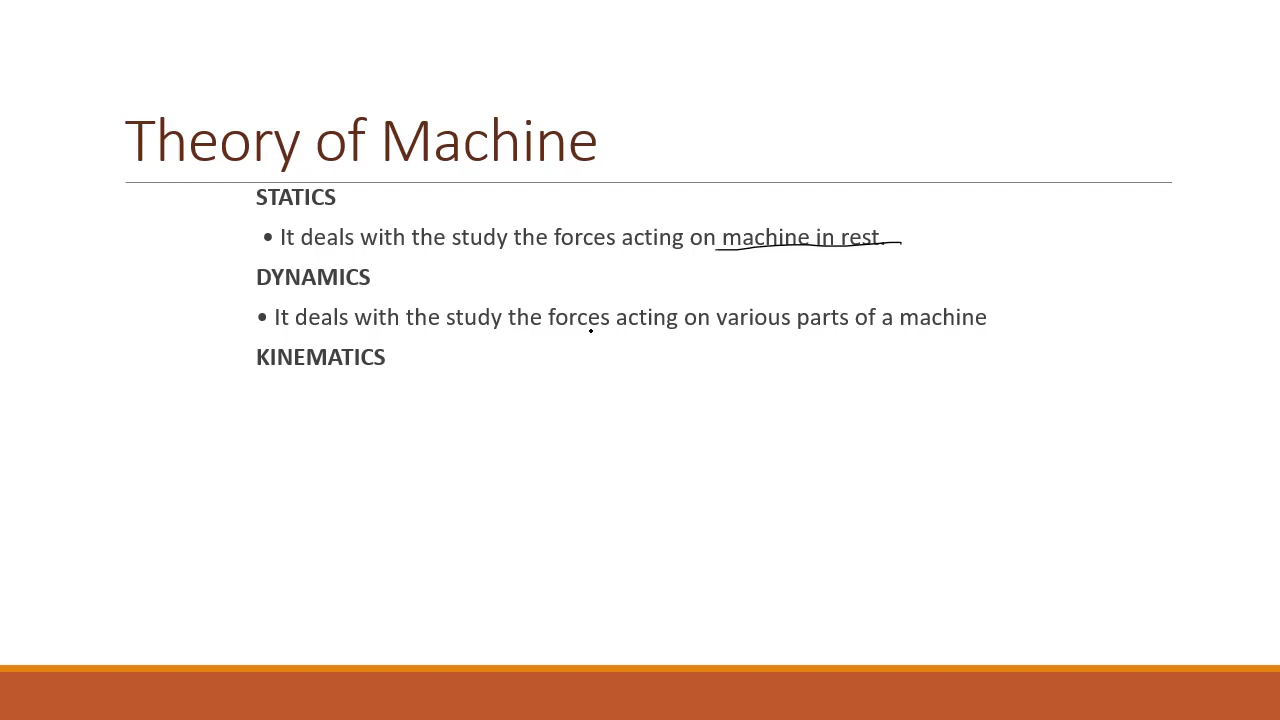 Theory of Machine
STATICS
• It deals with the study the forces acting on machine in rest.
DYNAMICS
• It deals with the study the forces acting on various parts of a machine
KINEMATICS